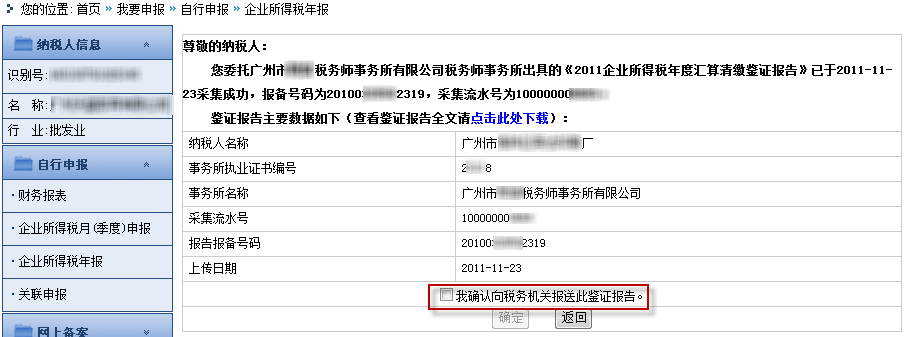 您的位置: 首页 » 我要申报 » 自行申报 » 企业所得税年报
纳税人信息
识别号:
名 称:
行 业: 批发业
自行申报
· 财务报表
· 企业所得税月(季度)申报
· 企业所得税年报
· 关联申报
网上备案
尊敬的纳税人：
您委托广州市 税务师事务所有限公司税务师事务所出具的《2011企业所得税年度汇算清缴鉴证报告》已于2011-11-
23采集成功，报备号码为20100 2319，采集流水号为10000000
鉴证报告主要数据如下（查看鉴证报告全文请点击此处下载）：
纳税人名称 广州市 厂
事务所执业证书编号 2 8
事务所名称 广州市 税务师事务所有限公司
采集流水号 10000000
报告报备号码 20100 2319
上传日期 2011-11-23
我确认向税务机关报送此鉴证报告。
确定 返回